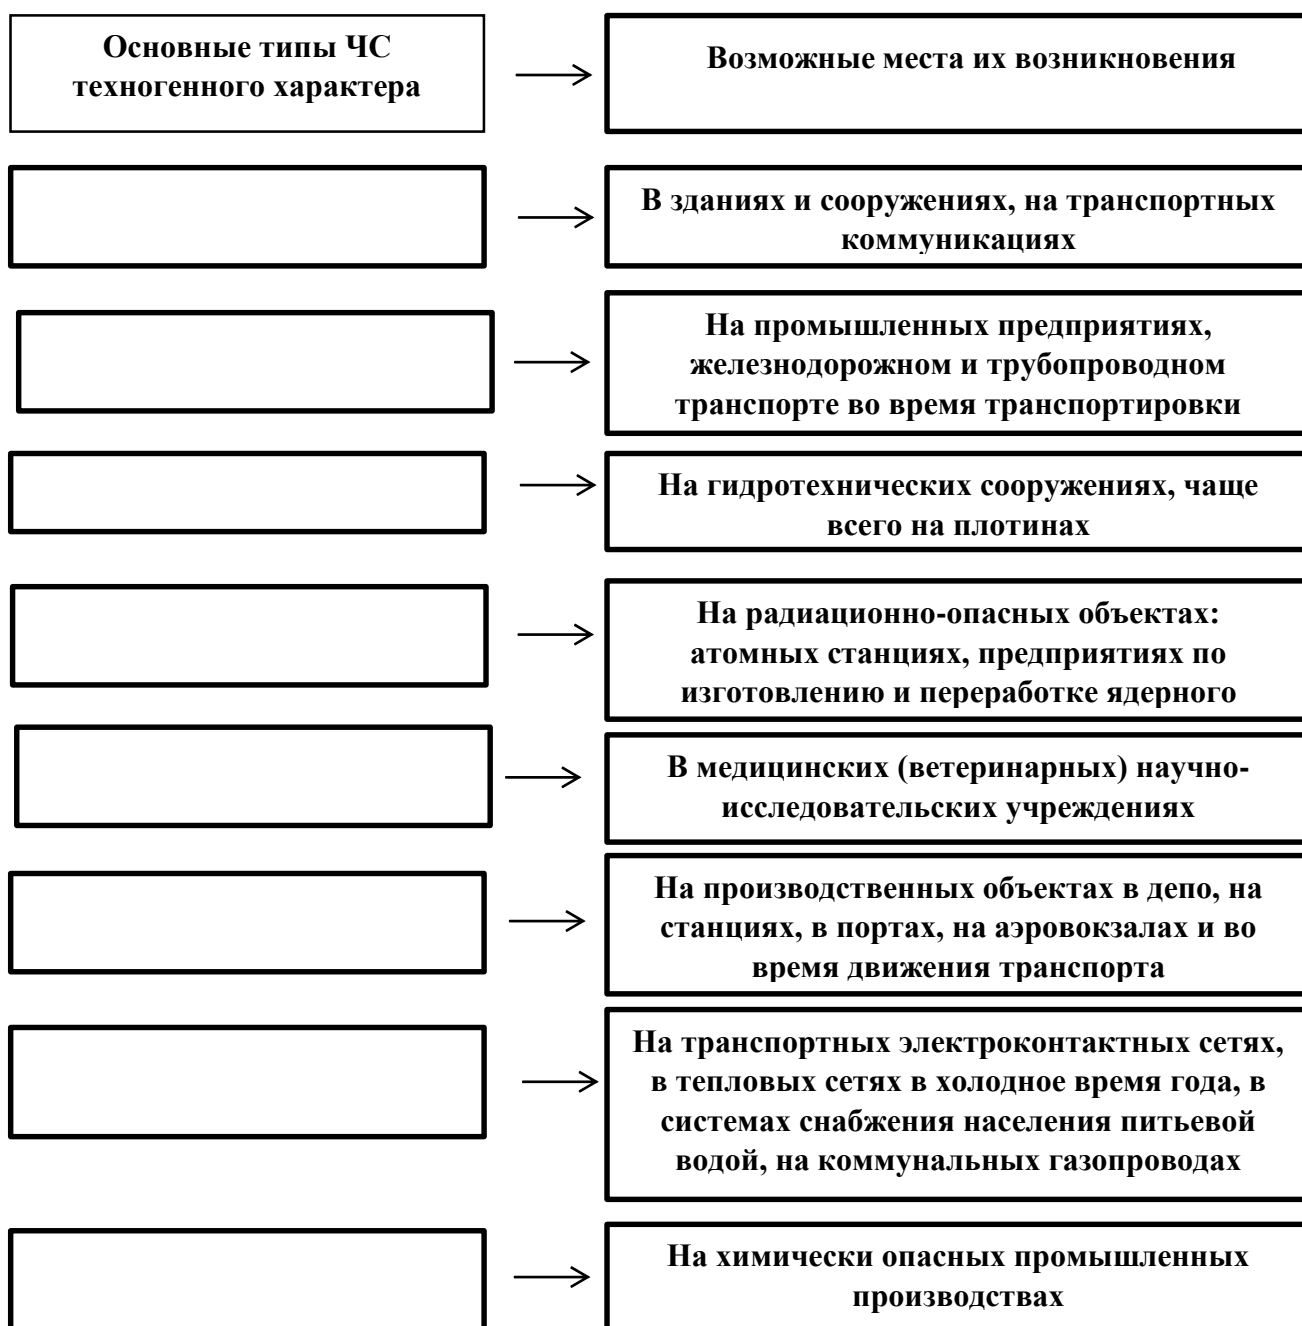 Основные типы ЧС
техногенного характера
Возможные места их возникновения
В зданиях и сооружениях, на транспортных
коммуникациях
На промышленных предприятиях,
железнодорожном и трубопроводном
транспорте во время транспортировки
На гидротехнических сооружениях, чаще
всего на плотинах
На радиационно-опасных объектах:
атомных станциях, предприятиях по
изготовлению и переработке ядерного
В медицинских (ветеринарных) научно-
исследовательских учреждениях
На производственных объектах в депо, на
станциях, в портах, на аэровокзалах и во
время движения транспорта
На транспортных электроконтактных сетях,
в тепловых сетях в холодное время года, в
системах снабжения населения питьевой
водой, на коммунальных газопроводах
На химически опасных промышленных
производствах